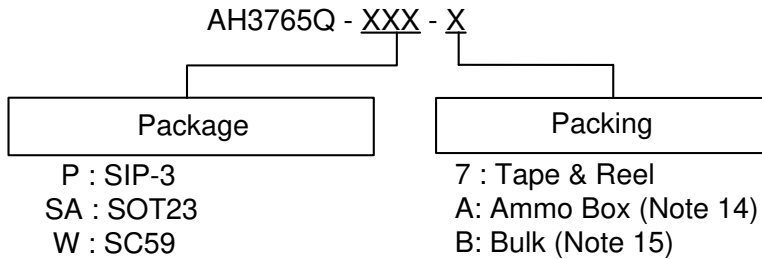 AH3765Q - XXX - X
Package
Packing
P : SIP-3
SA : SOT23
W : SC59
7 : Tape & Reel
A: Ammo Box (Note 14)
B: Bulk (Note 15)